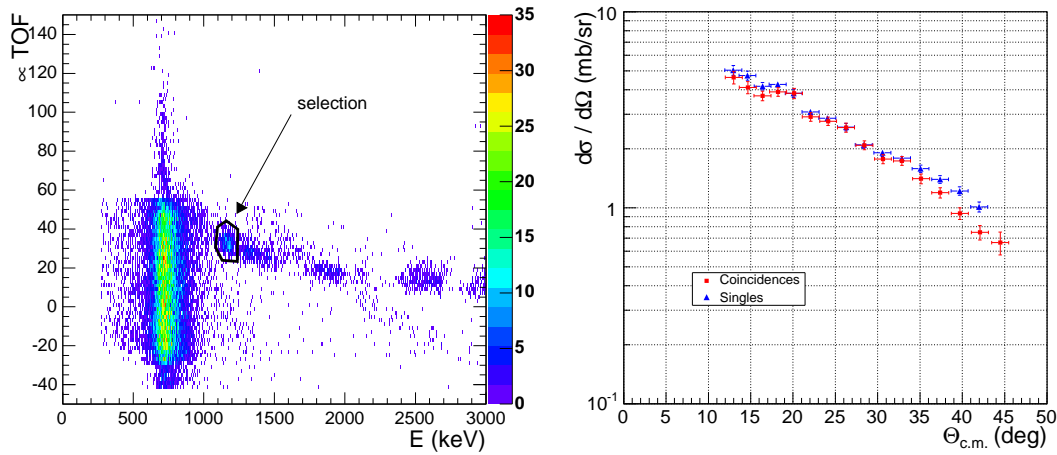 ∝ TOF
140
120
100
80
60
40
20
0
-20
-40
0 500 1000 1500 2000 2500 3000
E (keV)
selection
35
30
25
20
15
10
5
0
dσ / dΩ (mb/sr)
10
1
10⁻¹
Coincidences
Singles
0 5 10 15 20 25 30 35 40 45 50
Θc.m. (deg)